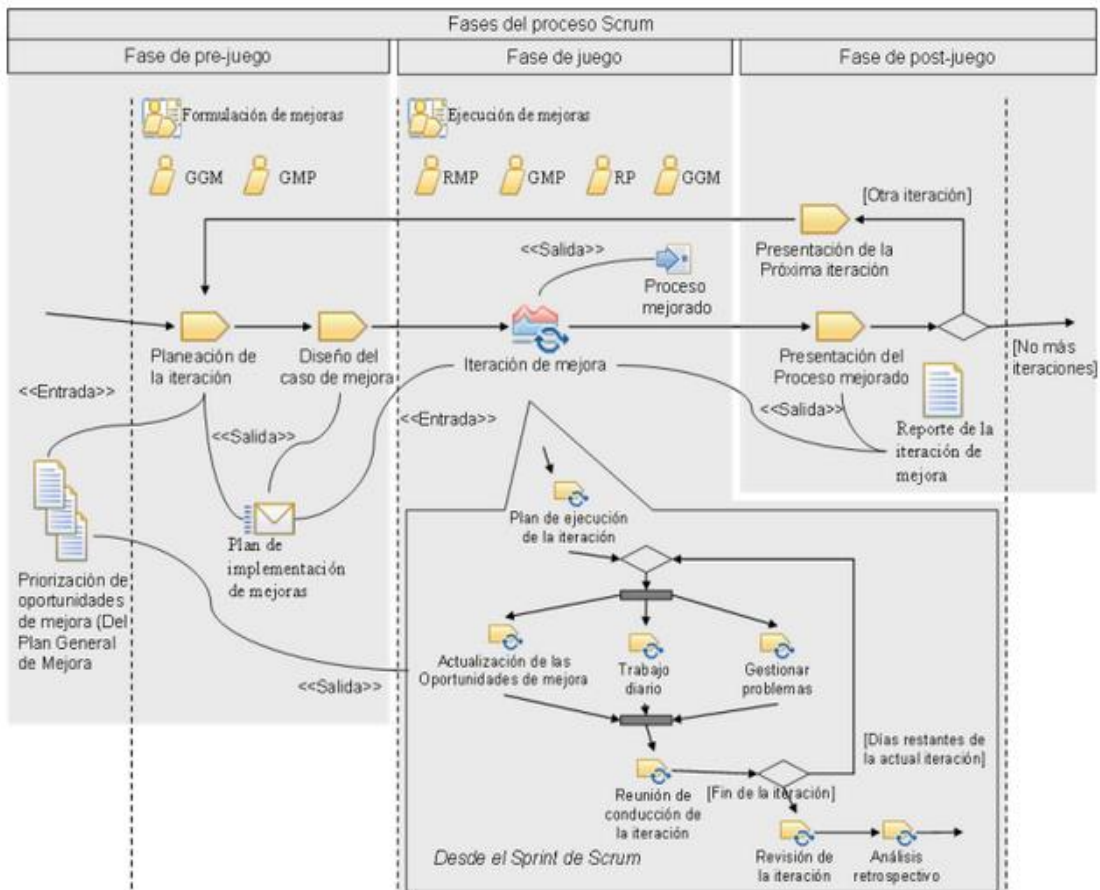 Fases del proceso Scrum
Fase de pre-juego
Fase de juego
Fase de post-juego
Formulación de mejoras
GGM
GMP
Ejecución de mejoras
RMP
GMP
RP
GGM
[Otra iteración]
Presentación de la
Próxima iteración
<<Salida>>
Proceso
mejorado
Planeación de
la iteración
Diseño del
caso de mejora
Iteración de mejora
Presentación del
Proceso mejorado
[No más
iteraciones]
<<Entrada>>
<<Salida>>
<<Entrada>>
<<Salida>>
Reporte de la
iteración de
mejora
Plan de
implementación
de mejoras
Priorización de
oportunidades
de mejora (Del
Plan General
de Mejora
<<Salida>>
Plan de ejecución
de la iteración
Actualización de las
Oportunidades de mejora
Trabajo
diario
Gestionar
problemas
[Días restantes de
la actual iteración]
Reunión de
conducción de
la iteración
[Fin de la iteración]
Revisión de
la iteración
Análisis
retrospectivo
Desde el Sprint de Scrum